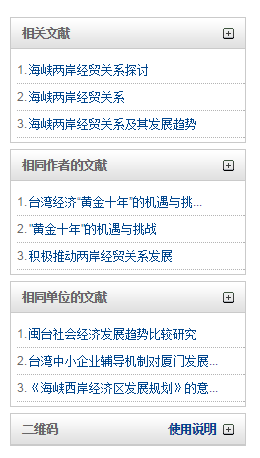 相关文献
1.海峡两岸经贸关系探讨
2.海峡两岸经贸关系
3.海峡两岸经贸关系及其发展趋势
相同作者的文献
1.台湾经济“黄金十年”的机遇与挑...
2.“黄金十年”的机遇与挑战
3.积极推动两岸经贸关系发展
相同单位的文献
1.闽台社会经济发展趋势比较研究
2.台湾中小企业辅导机制对厦门发展...
3.《海峡西岸经济区发展规划》的意...
二维码 使用说明